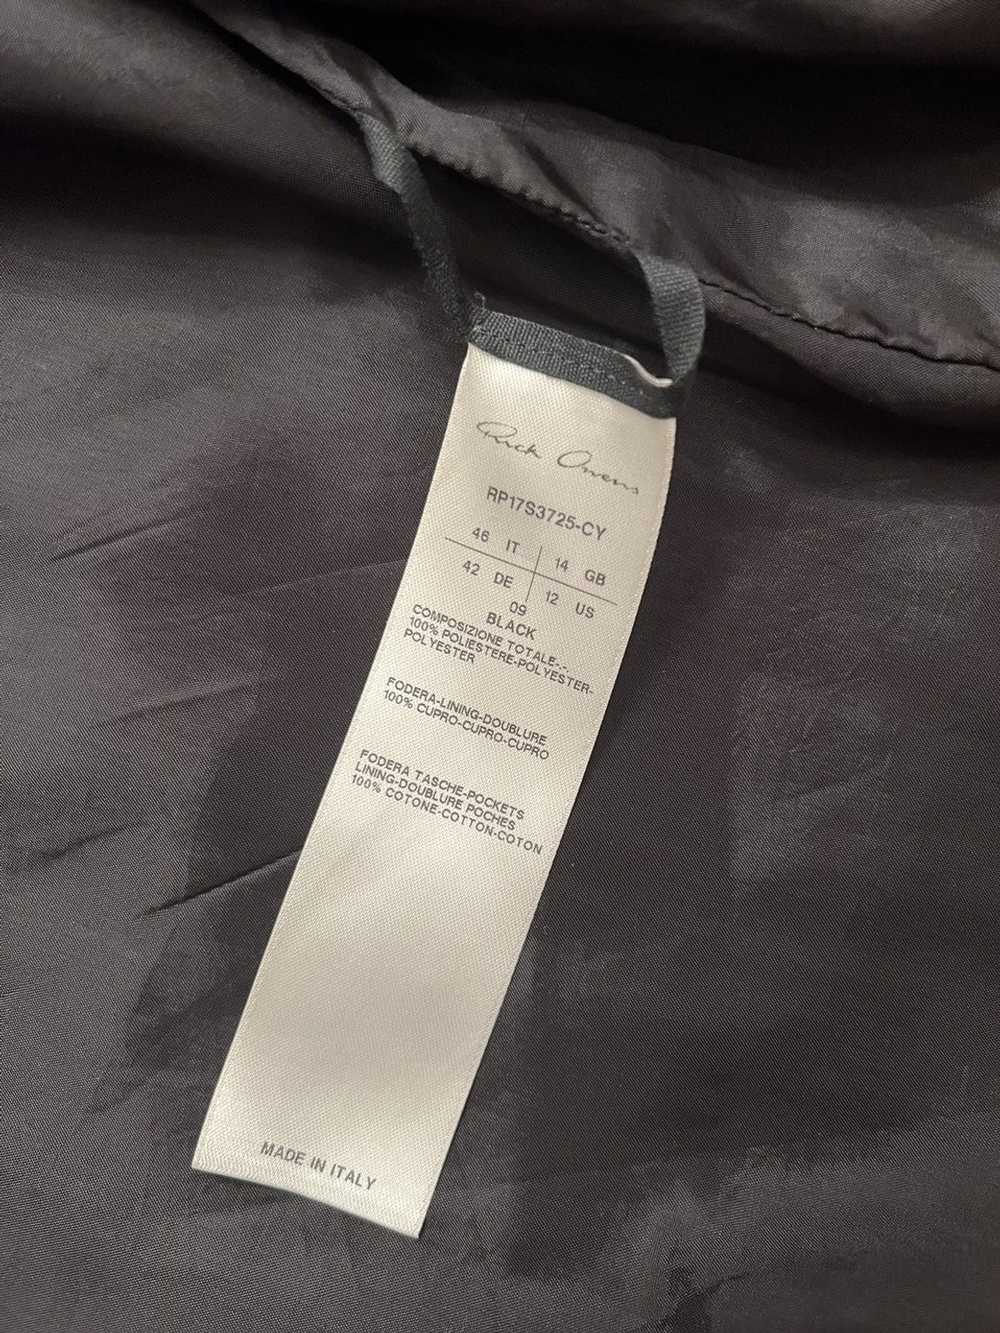 Rick Owens
RP17S3725-CY
46 IT 14 GB
42 DE 12 US
09
BLACK
COMPOSIZIONE TOTALE-.-.
100% POLIESTERE-POLYESTER-
POLYESTER
FODERA-LINING-DOUBLURE
100% CUPRO-CUPRO-CUPRO
FODERA TASCHE-POCKETS
LINING-DOUBLURE POCHES
100% COTONE-COTTON-COTON
MADE IN ITALY